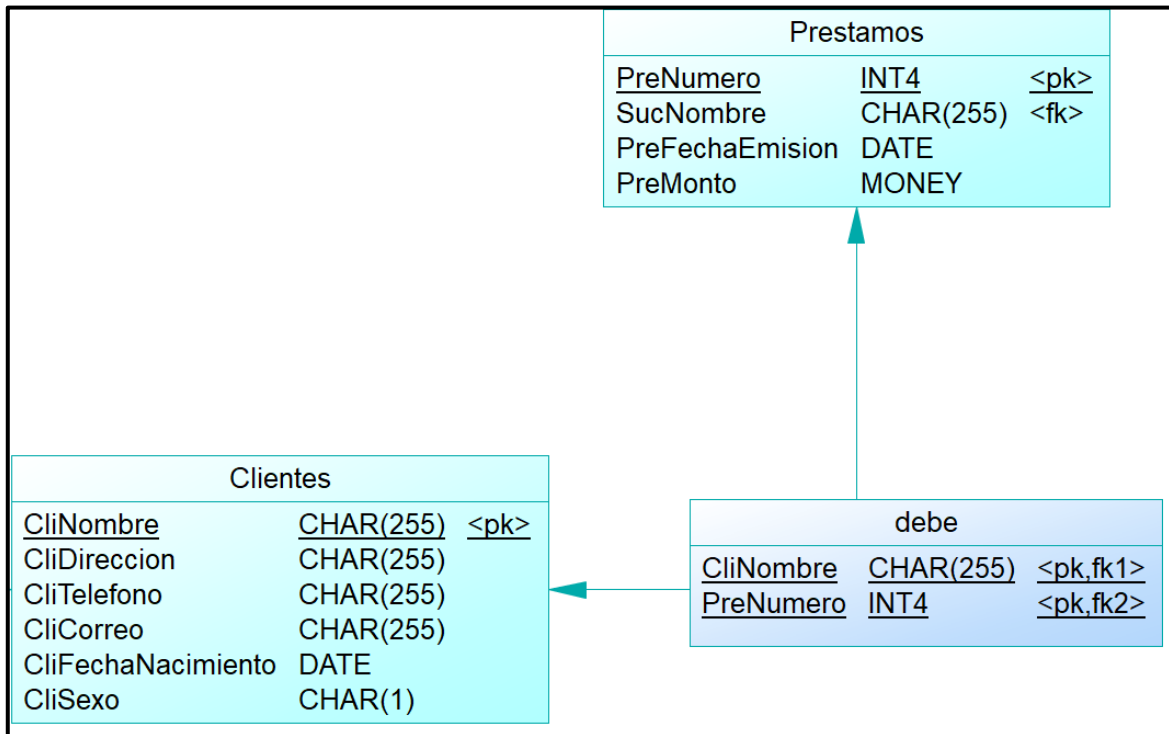 Prestamos
PreNumero INT4 <pk>
SucNombre CHAR(255) <fk>
PreFechaEmision DATE
PreMonto MONEY
Clientes
CliNombre CHAR(255) <pk>
CliDireccion CHAR(255)
CliTelefono CHAR(255)
CliCorreo CHAR(255)
CliFechaNacimiento DATE
CliSexo CHAR(1)
debe
CliNombre CHAR(255) <pk,fk1>
PreNumero INT4 <pk,fk2>